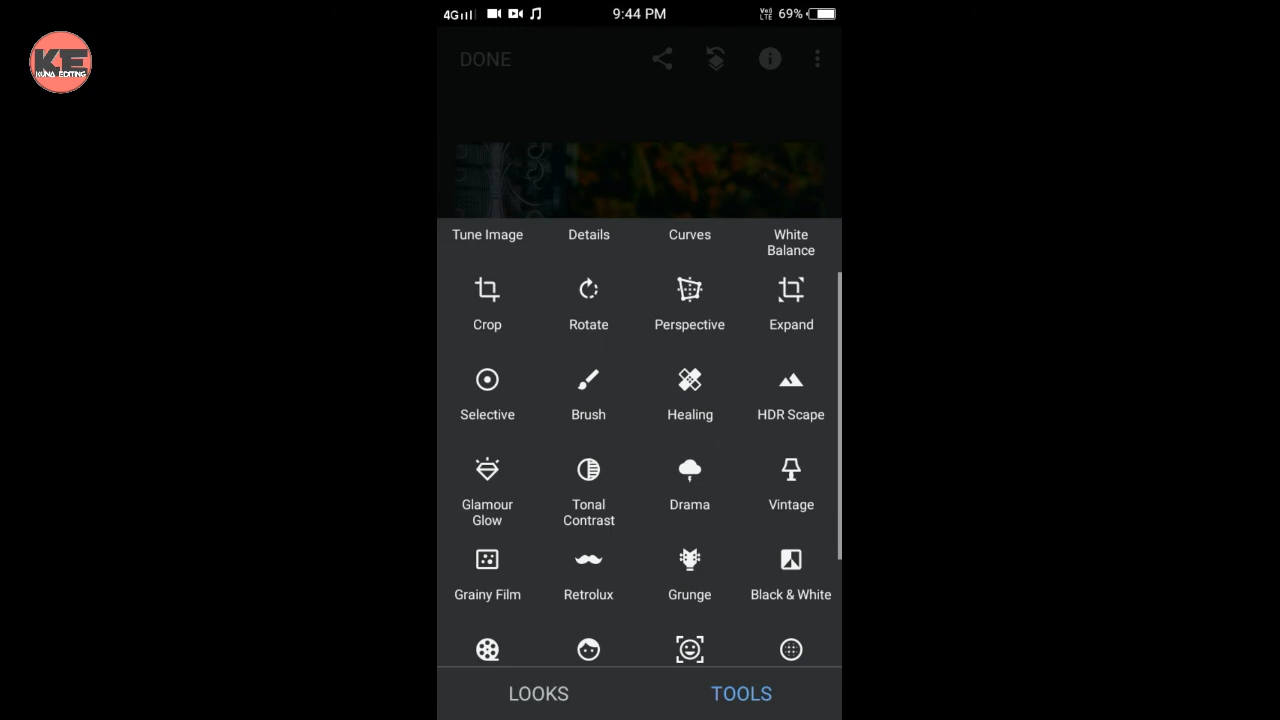 4G 9:44 PM VoJ LTE 69%
KE
KUNA EDITING
DONE
Tune Image Details Curves White Balance
Crop Rotate Perspective Expand
Selective Brush Healing HDR Scape
Glamour Glow Tonal Contrast Drama Vintage
Grainy Film Retrolux Grunge Black & White
LOOKS TOOLS